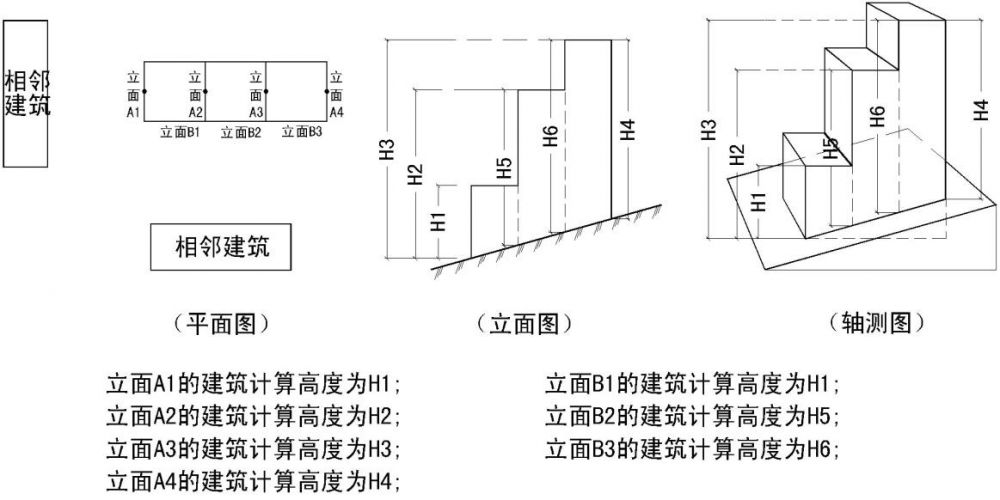 相邻
建筑
立面A1
立面A2
立面A3
立面A4
立面B1
立面B2
立面B3
相邻建筑
H3
H2
H1
H5
H6
H4
H3
H2
H1
H5
H6
H4
（平面图）
（立面图）
（轴测图）
立面A1的建筑计算高度为H1;
立面A2的建筑计算高度为H2;
立面A3的建筑计算高度为H3;
立面A4的建筑计算高度为H4;
立面B1的建筑计算高度为H1;
立面B2的建筑计算高度为H5;
立面B3的建筑计算高度为H6;